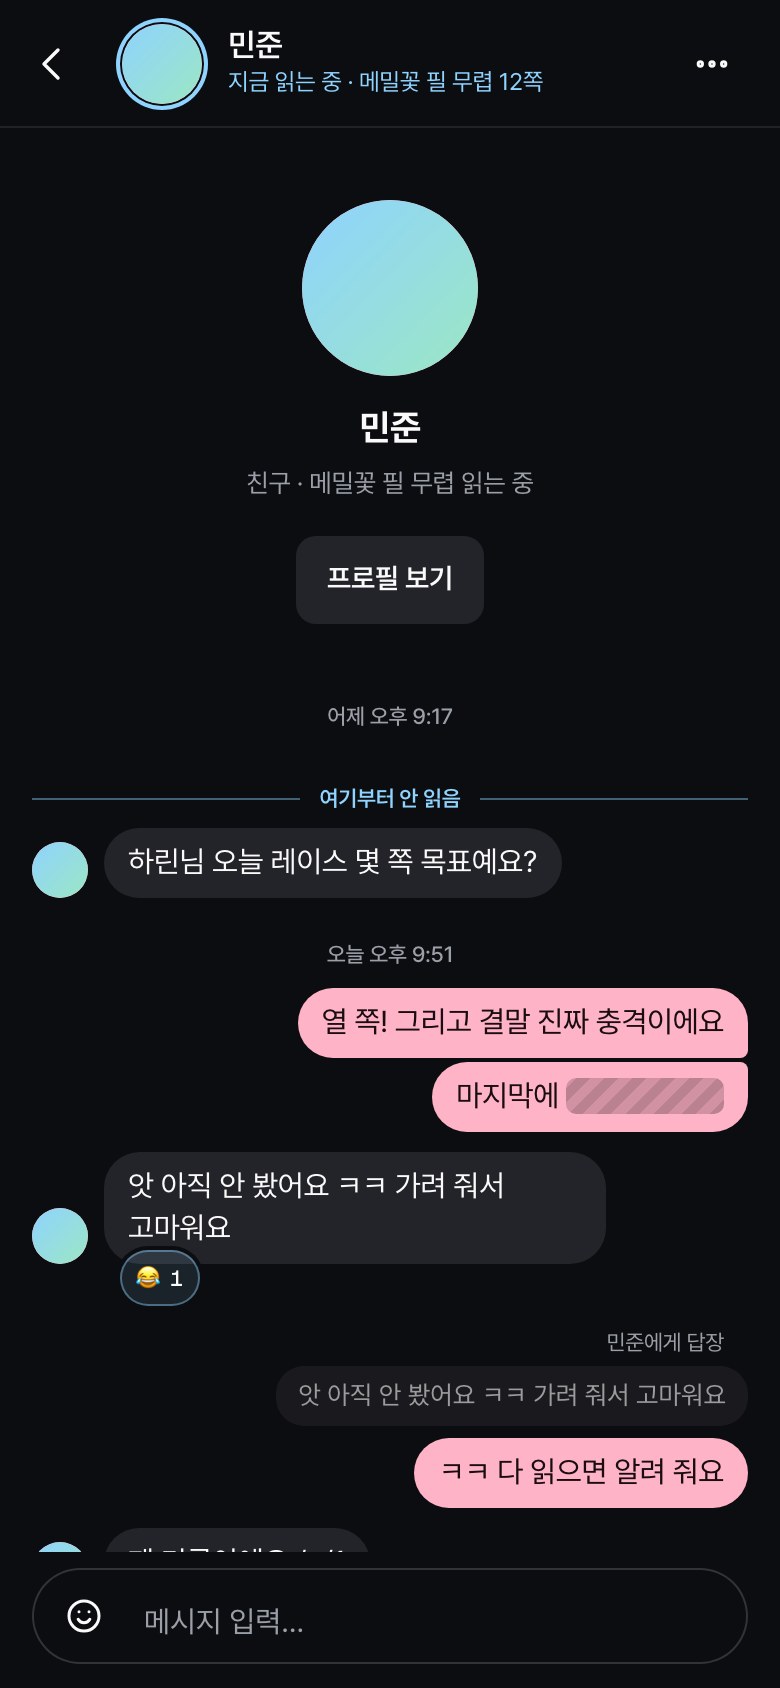 민준
지금 읽는 중 · 메밀꽃 필 무렵 12쪽
민준
친구 · 메밀꽃 필 무렵 읽는 중
프로필 보기
어제 오후 9:17
여기부터 안 읽음
하린님 오늘 레이스 몇 쪽 목표예요?
오늘 오후 9:51
열 쪽! 그리고 결말 진짜 충격이에요
마지막에
앗 아직 안 봤어요 ㅋㅋ 가려 줘서
고마워요
😂 1
민준에게 답장
앗 아직 안 봤어요 ㅋㅋ 가려 줘서 고마워요
ㅋㅋ 다 읽으면 알려 줘요
메시지 입력...